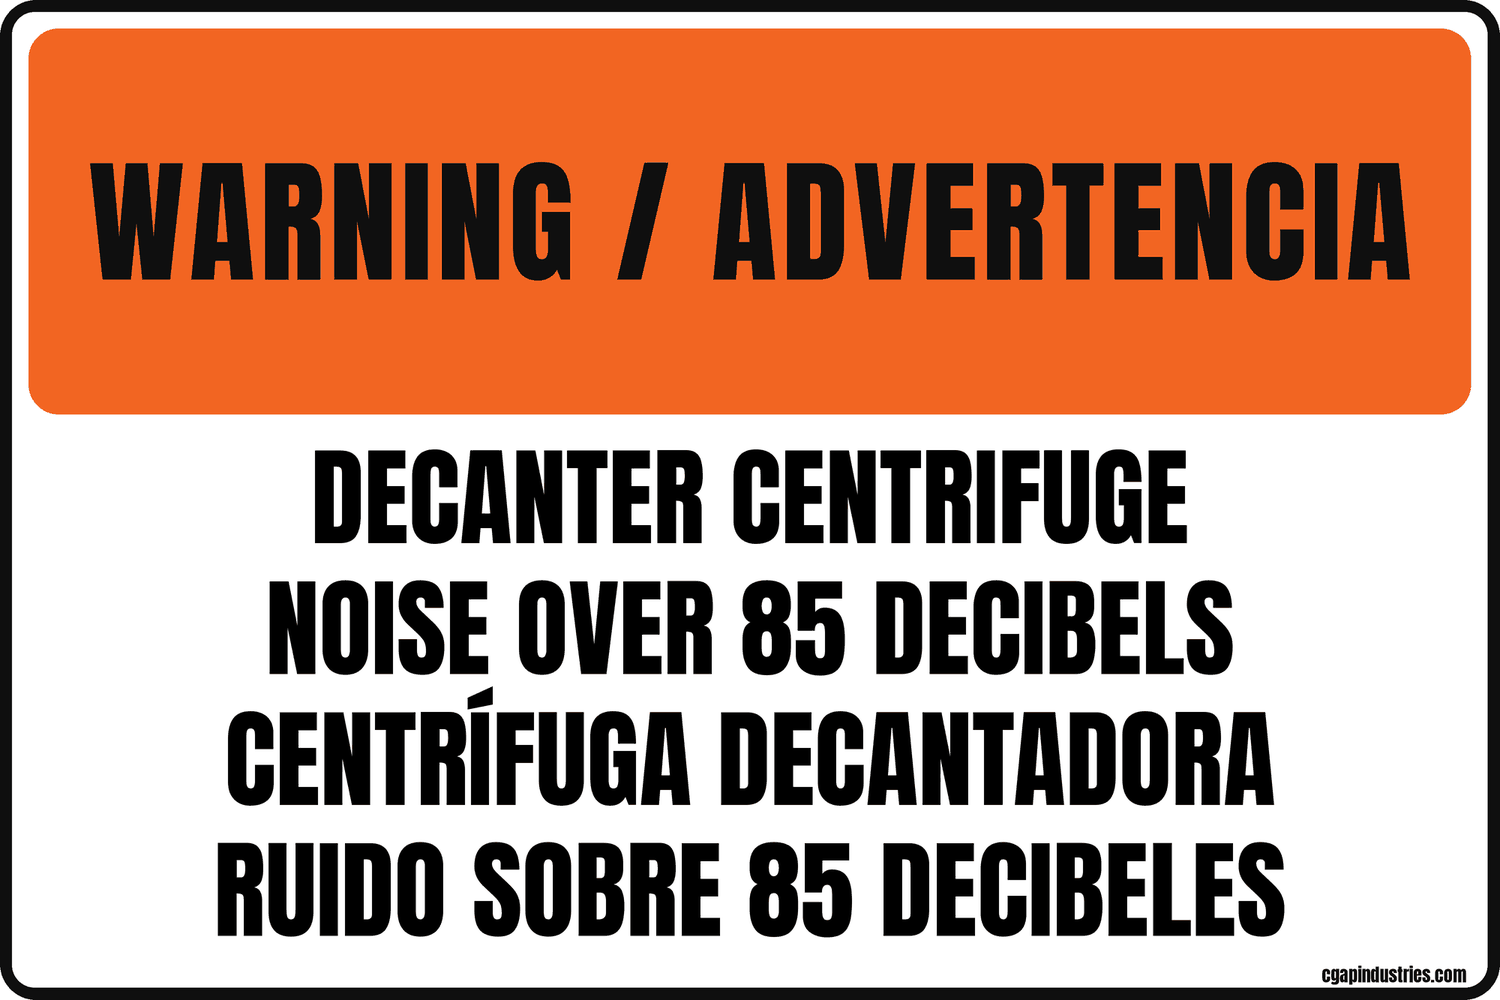 WARNING / ADVERTENCIA
DECANTER CENTRIFUGE
NOISE OVER 85 DECIBELS
CENTRÍFUGA DECANTADORA
RUIDO SOBRE 85 DECIBELES
cgapindustries.com